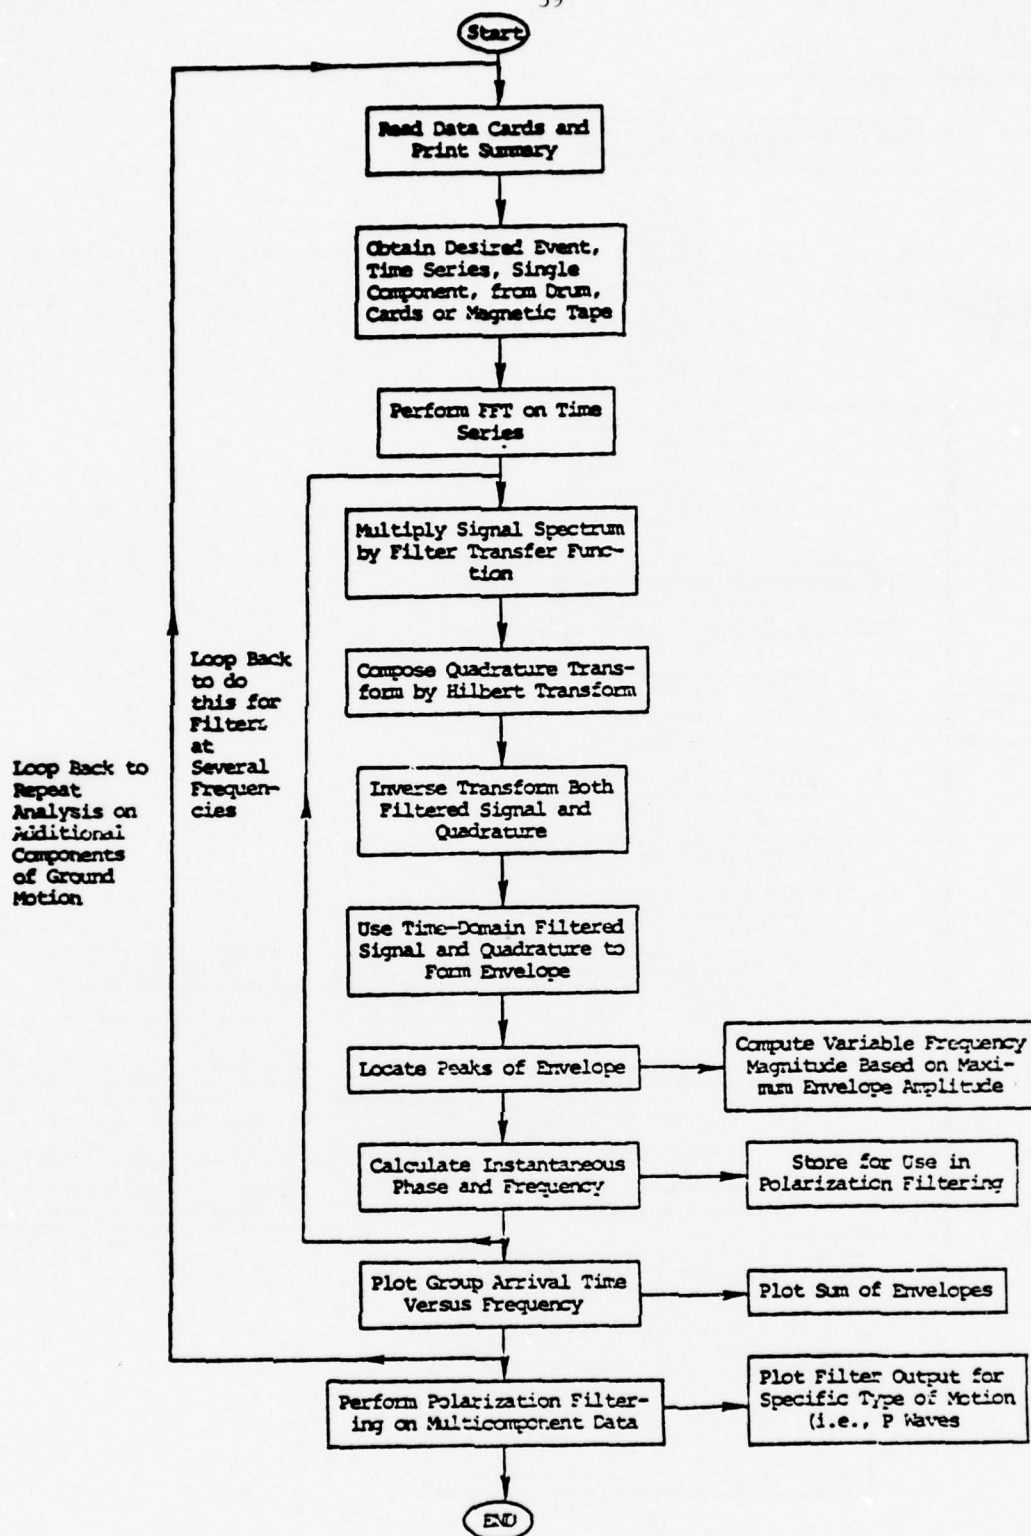 Start
Read Data Cards and
Print Summary
Obtain Desired Event,
Time Series, Single
Component, from Drum,
Cards or Magnetic Tape
Perform FFT on Time
Series
Multiply Signal Spectrum
by Filter Transfer Func-
tion
Compose Quadrature Trans-
form by Hilbert Transform
Inverse Transform Both
Filtered Signal and
Quadrature
Use Time-Domain Filtered
Signal and Quadrature to
Form Envelope
Locate Peaks of Envelope
Compute Variable Frequency
Magnitude Based on Maxi-
mum Envelope Amplitude
Calculate Instantaneous
Phase and Frequency
Store for Use in
Polarization Filtering
Plot Group Arrival Time
Versus Frequency
Plot Sum of Envelopes
Perform Polarization Filter-
ing on Multicomponent Data
Plot Filter Output for
Specific Type of Motion
(i.e., P Waves
END
Loop Back
to do
this for
Filters
at
Several
Frequen-
cies
Loop Back to
Repeat
Analysis on
Additional
Components
of Ground
Motion